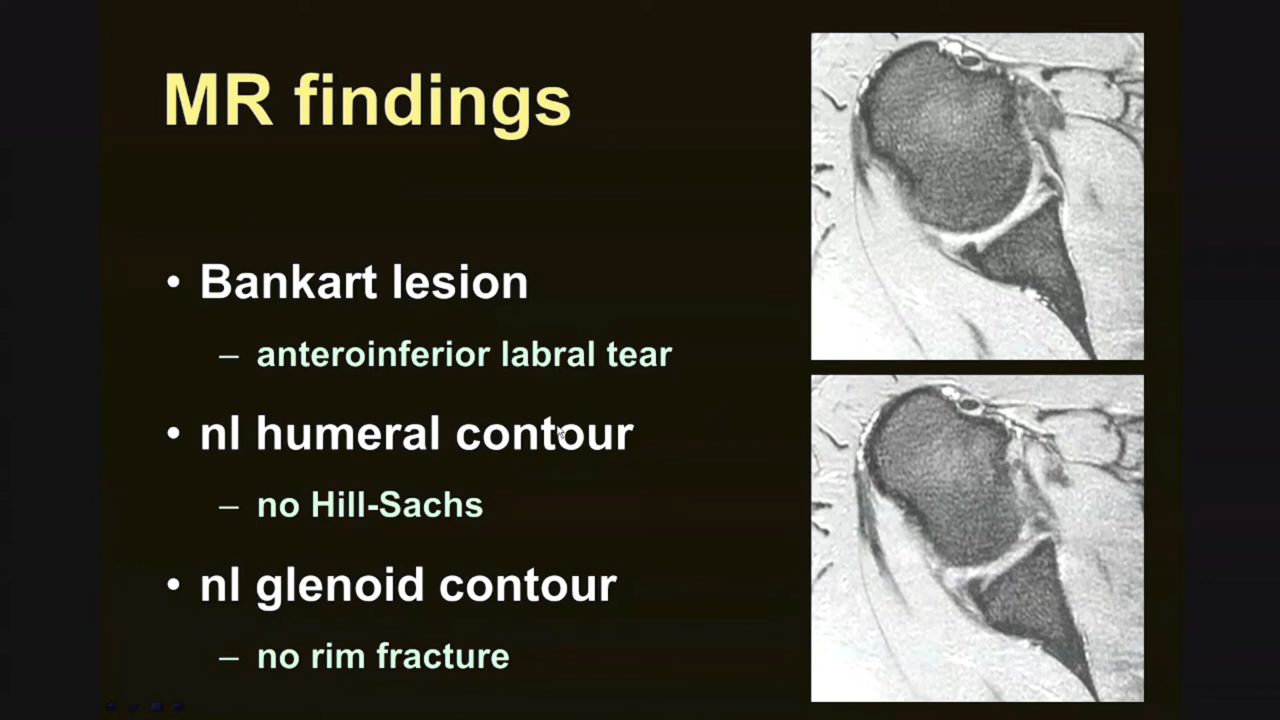 MR findings
• Bankart lesion
– anteroinferior labral tear
• nl humeral contour
– no Hill-Sachs
• nl glenoid contour
– no rim fracture